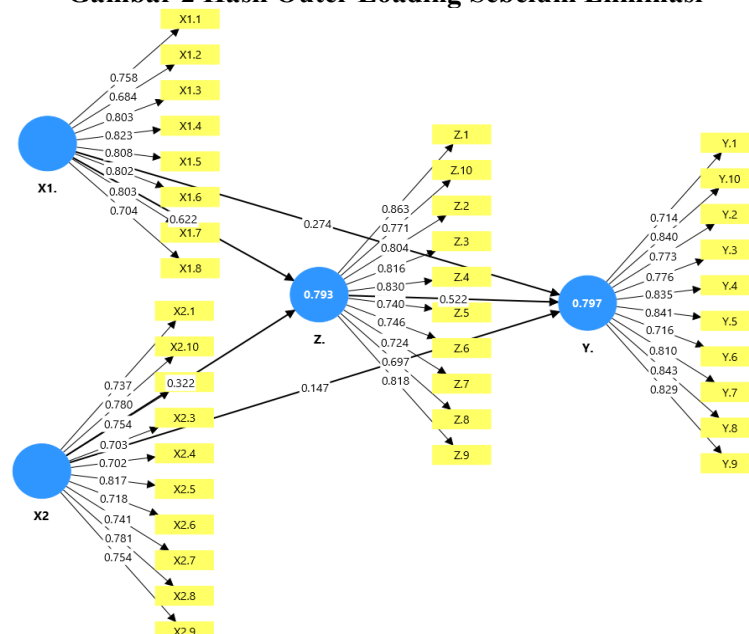 Gambar 2 Hasil Outer Loading Sebelum Eliminasi
X1.1
X1.2
X1.3
X1.4
X1.5
X1.6
X1.7
X1.8
0.758
0.684
0.803
0.823
0.808
0.802
0.803
0.704
X1.
0.622
0.274
X2.1
X2.10
X2.3
X2.4
X2.5
X2.6
X2.7
X2.8
X2.9
0.737
0.780
0.754
0.703
0.702
0.817
0.718
0.741
0.781
0.754
X2
0.322
0.147
Z.1
Z.10
Z.2
Z.3
Z.4
Z.5
Z.6
Z.7
Z.8
Z.9
0.863
0.771
0.804
0.816
0.830
0.740
0.746
0.724
0.697
0.818
0.793
Z.
0.522
Y.1
Y.10
Y.2
Y.3
Y.4
Y.5
Y.6
Y.7
Y.8
Y.9
0.714
0.840
0.773
0.776
0.835
0.841
0.716
0.810
0.843
0.829
0.797
Y.